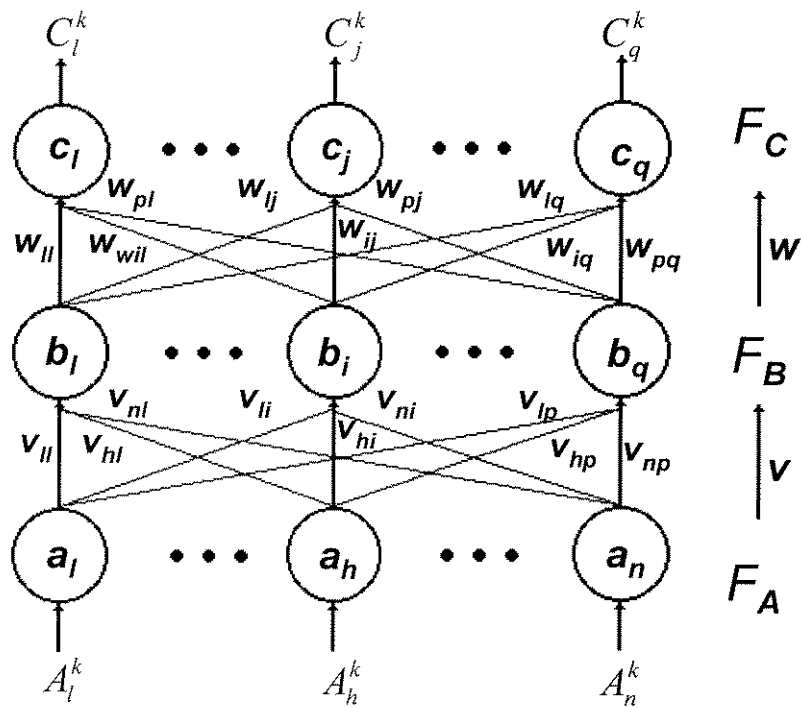 C_l^k C_j^k C_q^k
c_l c_j c_q F_C
w_pl w_lj w_pj w_lq
w_ll w_wil w_ij w_iq w_pq w
b_l b_i b_q F_B
v_nl v_li v_ni v_lp
v_ll v_hl v_hi v_hp v_np v
a_l a_h a_n F_A
A_l^k A_h^k A_n^k